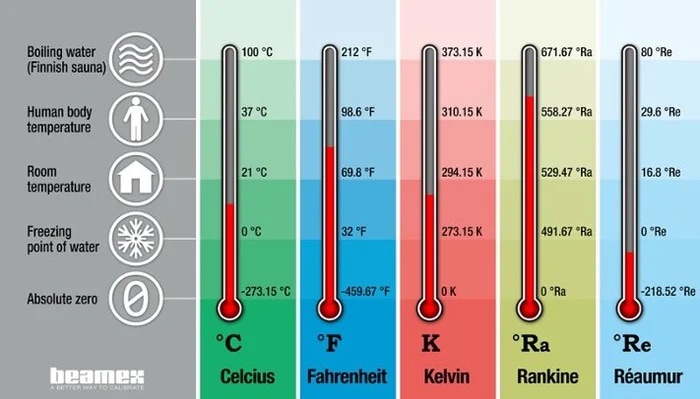 Boiling water
(Finnish sauna)
100 °C
212 °F
373.15 K
671.67 °Ra
80 °Re
Human body
temperature
37 °C
98.6 °F
310.15 K
558.27 °Ra
29.6 °Re
Room
temperature
21 °C
69.8 °F
294.15 K
529.47 °Ra
16.8 °Re
Freezing
point of water
0 °C
32 °F
273.15 K
491.67 °Ra
0 °Re
Absolute zero
0
-273.15 °C
-459.67 °F
0 K
0 °Ra
-218.52 °Re
°C
°F
K
°Ra
°Re
Celcius
Fahrenheit
Kelvin
Rankine
Réaumur
beamex
A BETTER WAY TO CALIBRATE